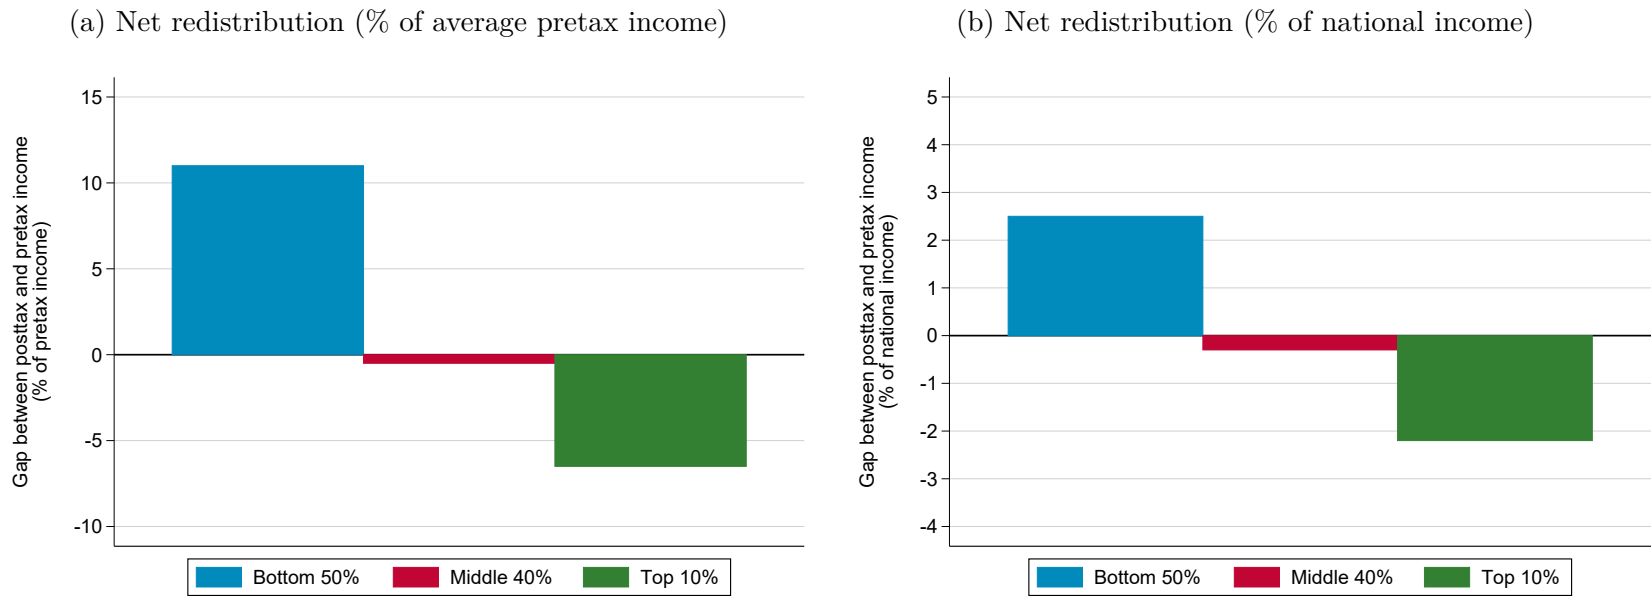 (a) Net redistribution (% of average pretax income)
15
10
5
0
-5
-10
Gap between posttax and pretax income
(% of pretax income)
Bottom 50%
Middle 40%
Top 10%
(b) Net redistribution (% of national income)
5
4
3
2
1
0
-1
-2
-3
-4
Gap between posttax and pretax income
(% of national income)
Bottom 50%
Middle 40%
Top 10%